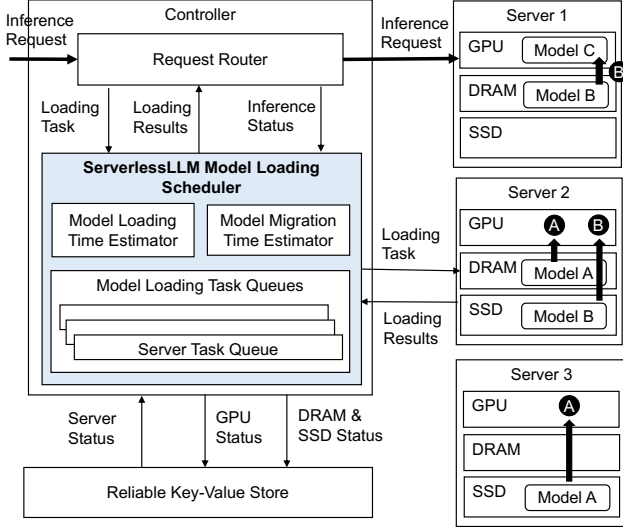 Controller
Inference
Request
Request Router
Inference
Request
Loading
Task
Loading
Results
Inference
Status
ServerlessLLM Model Loading
Scheduler
Model Loading
Time Estimator
Model Migration
Time Estimator
Model Loading Task Queues
Server Task Queue
Loading
Task
Loading
Results
Server
Status
GPU
Status
DRAM &
SSD Status
Reliable Key-Value Store
Server 1
GPU
Model C
B
DRAM
Model B
SSD
Server 2
GPU
A
B
DRAM
Model A
SSD
Model B
Server 3
GPU
A
DRAM
SSD
Model A